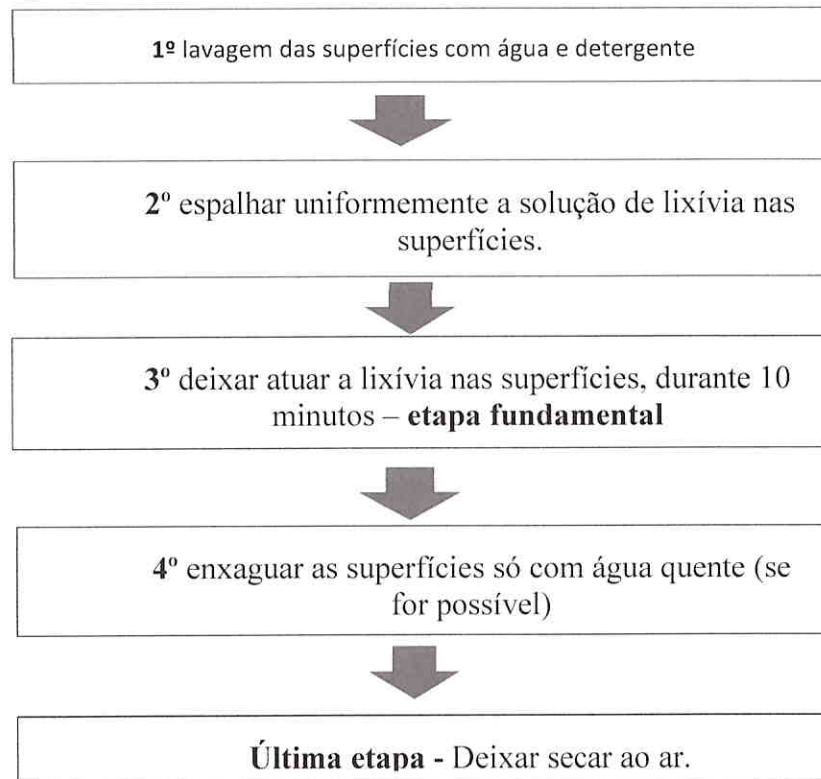 1º lavagem das superfícies com água e detergente
2º espalhar uniformemente a solução de lixívia nas
superfícies.
3º deixar atuar a lixívia nas superfícies, durante 10
minutos – etapa fundamental
4º enxaguar as superfícies só com água quente (se
for possível)
Última etapa - Deixar secar ao ar.